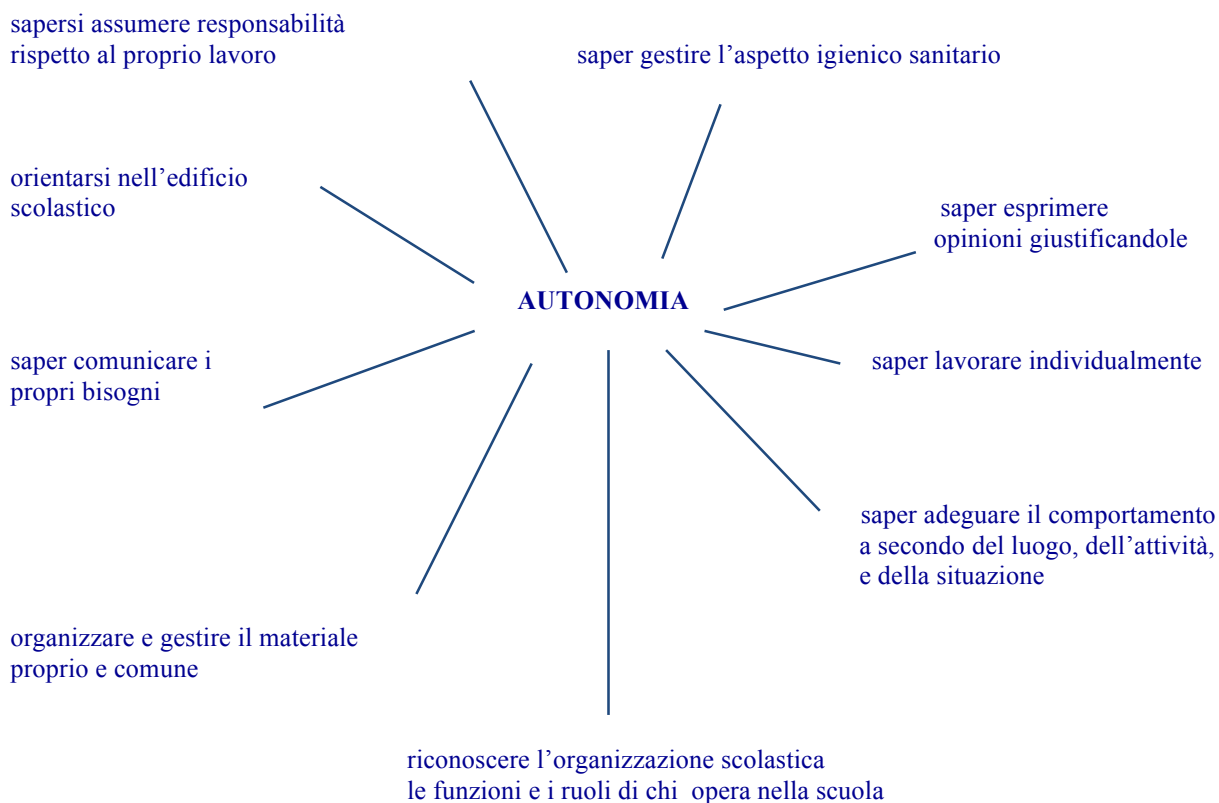 sapersi assumere responsabilità
rispetto al proprio lavoro
saper gestire l’aspetto igienico sanitario
orientarsi nell’edificio
scolastico
saper esprimere
opinioni giustificandole
AUTONOMIA
saper comunicare i
propri bisogni
saper lavorare individualmente
saper adeguare il comportamento
a secondo del luogo, dell’attività,
e della situazione
organizzare e gestire il materiale
proprio e comune
riconoscere l’organizzazione scolastica
le funzioni e i ruoli di chi opera nella scuola